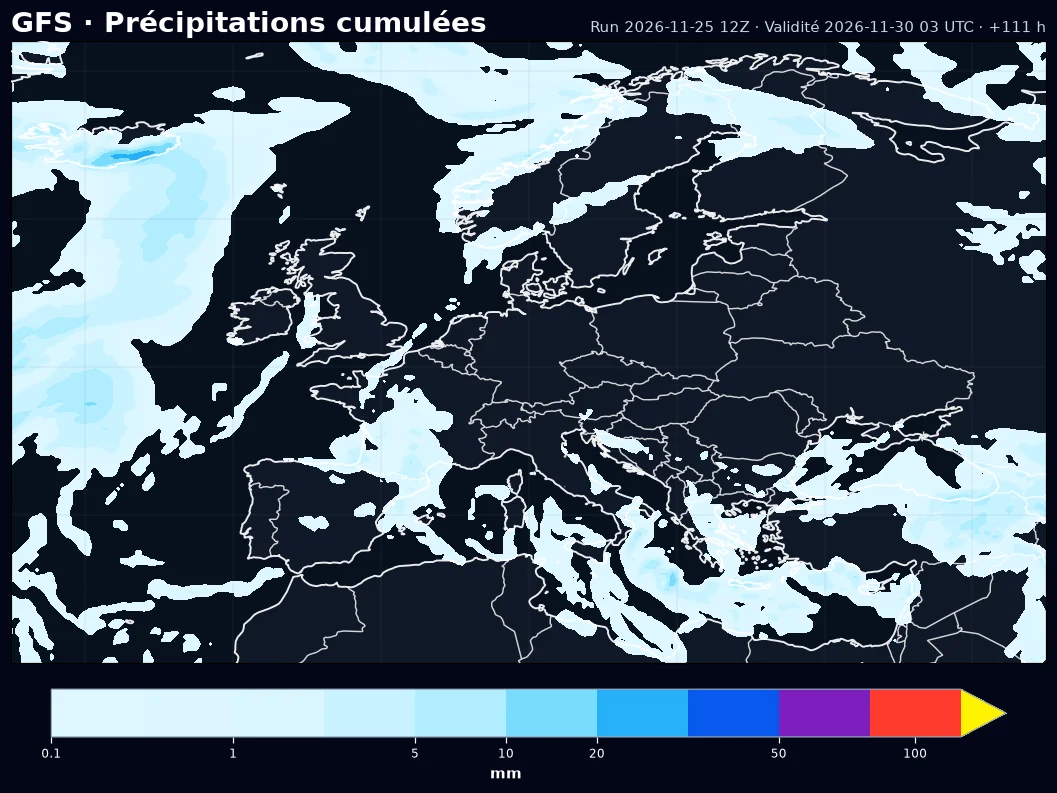 GFS · Précipitations cumulées
Run 2026-11-25 12Z · Validité 2026-11-30 03 UTC · +111 h
0.1 1 5 10 20 50 100
mm